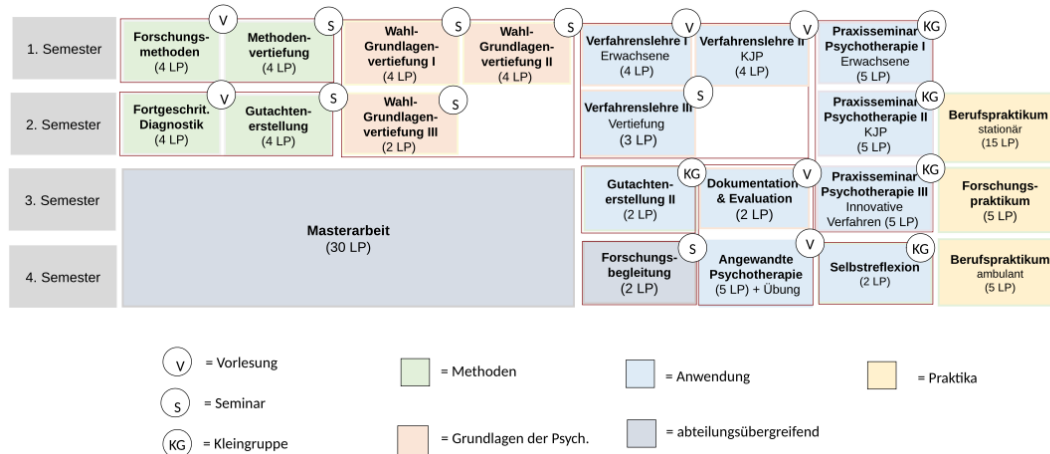 V
S
S
S
V
V
KG
1. Semester
Forschungs-
methoden
(4 LP)
Methoden-
vertiefung
(4 LP)
Wahl-
Grundlagen-
vertiefung I
(4 LP)
Wahl-
Grundlagen-
vertiefung II
(4 LP)
Verfahrenslehre I
Erwachsene
(4 LP)
Verfahrenslehre II
KJP
(4 LP)
Praxisseminar
Psychotherapie I
Erwachsene
(5 LP)
V
S
S
S
KG
2. Semester
Fortgeschrit.
Diagnostik
(4 LP)
Gutachten-
erstellung
(4 LP)
Wahl-
Grundlagen-
vertiefung III
(2 LP)
Verfahrenslehre III
Vertiefung
(3 LP)
Praxisseminar
Psychotherapie II
KJP
(5 LP)
Berufspraktikum
stationär
(15 LP)
KG
V
KG
3. Semester
Masterarbeit
(30 LP)
Gutachten-
erstellung II
(2 LP)
Dokumentation
& Evaluation
(2 LP)
Praxisseminar
Psychotherapie III
Innovative
Verfahren (5 LP)
Forschungs-
praktikum
(5 LP)
S
V
KG
4. Semester
Forschungs-
begleitung
(2 LP)
Angewandte
Psychotherapie
(5 LP) + Übung
Selbstreflexion
(2 LP)
Berufspraktikum
ambulant
(5 LP)
V = Vorlesung
S = Seminar
KG = Kleingruppe
= Methoden
= Grundlagen der Psych.
= Anwendung
= abteilungsübergreifend
= Praktika